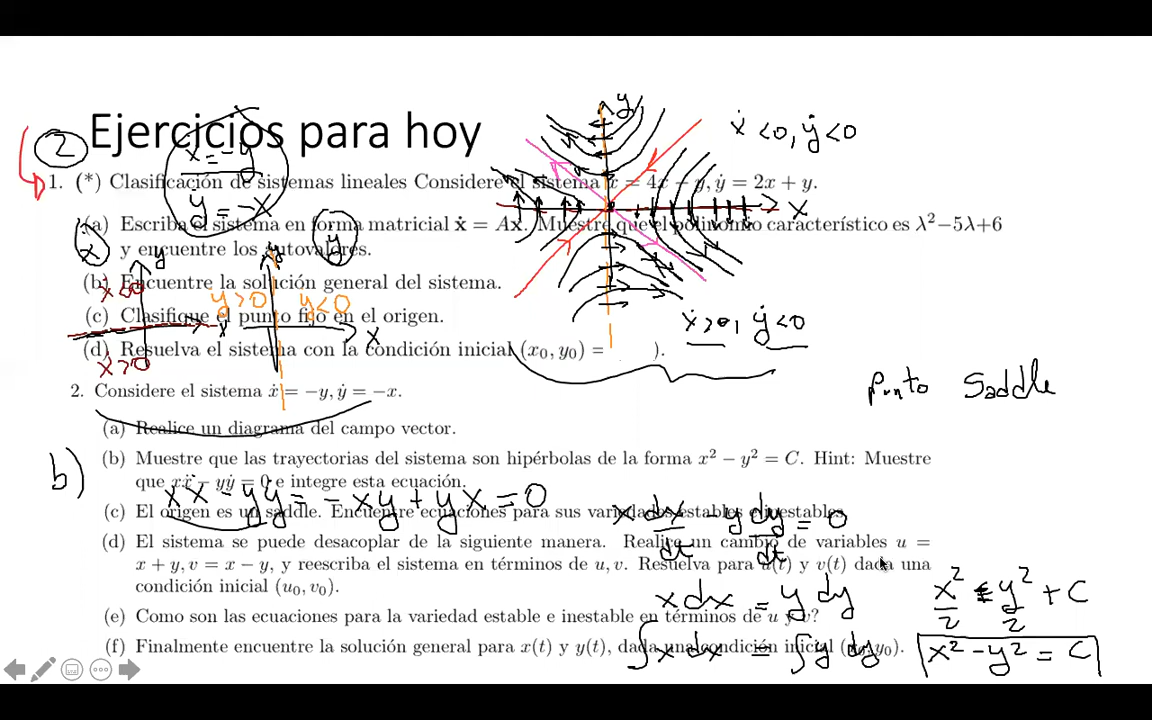 Ejercicios para hoy
2
ẋ = -y
ẏ = -x
y
ẋ <0, ẏ <0
1. (*) Clasificación de sistemas lineales Considere el sistema ẋ = 4x − y, ẏ = 2x + y.
x
(a) Escriba el sistema en forma matricial ẋ = Ax. Muestre que el polinomio característico es λ² −5λ+6
y encuentre los autovalores.
ẋ
ẏ
y
y
(b) Encuentre la solución general del sistema.
ẋ<0
y>0
y<0
(c) Clasifique el punto fijo en el origen.
x
x
ẋ>0, ẏ<0
(d) Resuelva el sistema con la condición inicial (x₀, y₀) = ).
ẋ>0
Punto Saddle
2. Considere el sistema ẋ = −y, ẏ = −x.
(a) Realice un diagrama del campo vector.
b)
(b) Muestre que las trayectorias del sistema son hipérbolas de la forma x² − y² = C. Hint: Muestre
que xẋ − yẏ = 0 e integre esta ecuación.
xẋ - yẏ = -xy + yx = 0
(c) El origen es un saddle. Encuentre ecuaciones para sus variedades estables e inestables.
x dx/dt - y dy/dt = 0
(d) El sistema se puede desacoplar de la siguiente manera. Realice un cambio de variables u =
x + y, v = x − y, y reescriba el sistema en términos de u, v. Resuelva para u(t) y v(t) dada una
condición inicial (u₀, v₀).
x dx = y dy
x²/2 = y²/2 + C
(e) Como son las ecuaciones para la variedad estable e inestable en términos de u y v?
(f) Finalmente encuentre la solución general para x(t) y y(t), dada una condición inicial (x₀, y₀).
∫x dx = ∫y dy
x² - y² = C